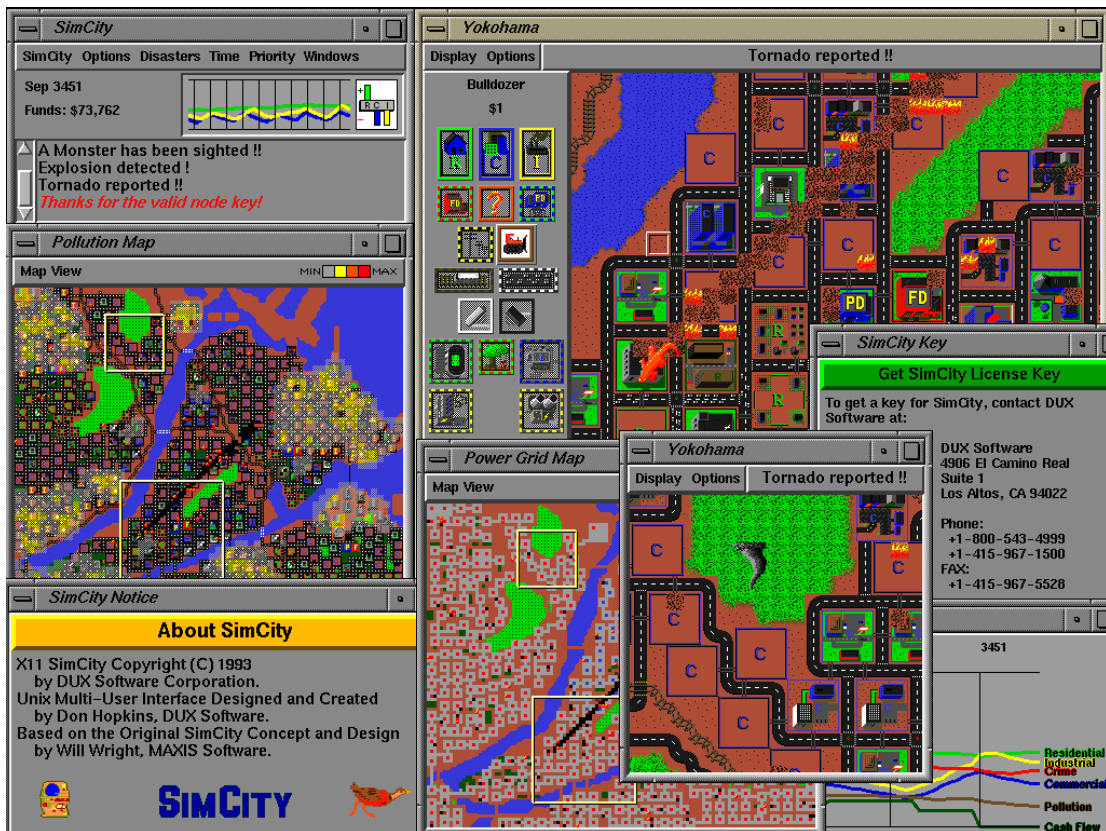 SimCity
SimCity Options Disasters Time Priority Windows
Sep 3451
Funds: $73,762
R C I
A Monster has been sighted !!
Explosion detected !
Tornado reported !!
Thanks for the valid node key!
Pollution Map
Map View
MIN MAX
SimCity Notice
About SimCity
X11 SimCity Copyright (C) 1993
by DUX Software Corporation.
Unix Multi-User Interface Designed and Created
by Don Hopkins, DUX Software.
Based on the Original SimCity Concept and Design
by Will Wright, MAXIS Software.
SIMCITY
Yokohama
Display Options
Tornado reported !!
Bulldozer
$1
R C I
FD ? PD
C
C
C
C
C
C
C
C
PD
FD
R
R
C
Power Grid Map
Map View
Yokohama
Display Options
Tornado reported !!
C
C
C
C
C
C
C
SimCity Key
Get SimCity License Key
To get a key for SimCity, contact DUX
Software at:
DUX Software
4906 El Camino Real
Suite 1
Los Altos, CA 94022
Phone:
+1-800-543-4999
+1-415-967-1500
FAX:
+1-415-967-5528
3451
Residential
Industrial
Crime
Commercial
Pollution
Cash Flow